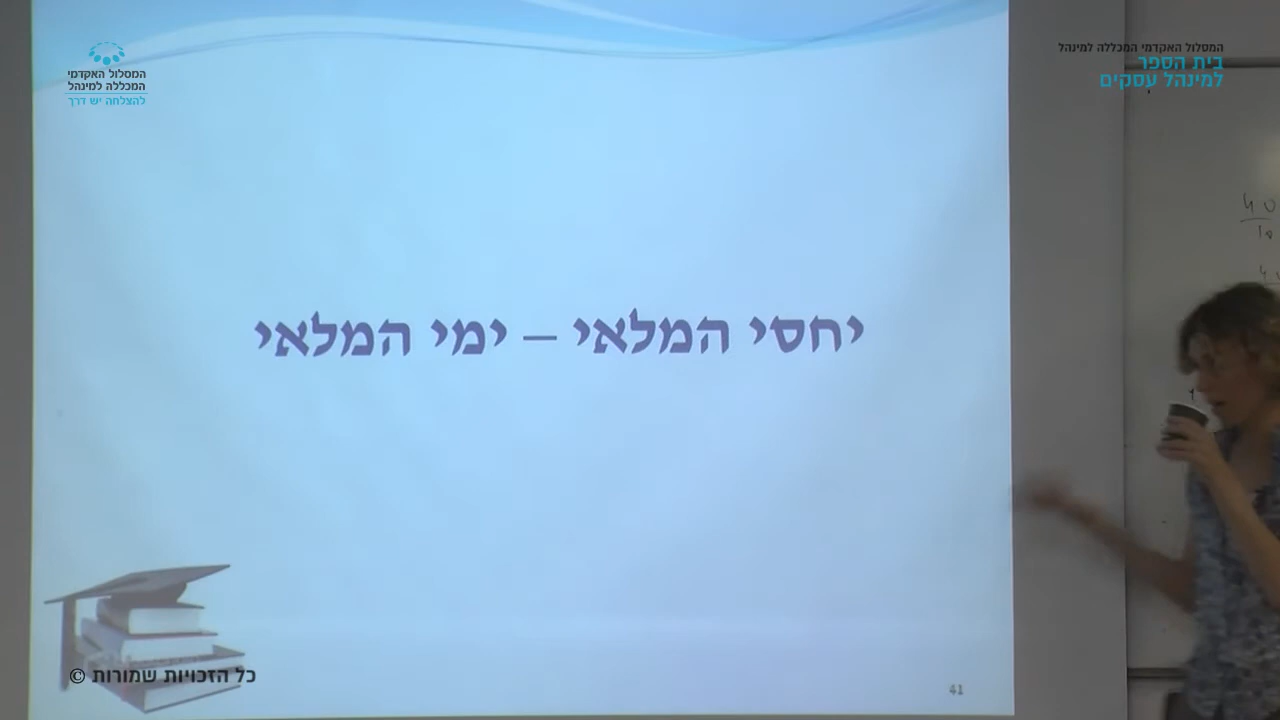 המסלול האקדמי המכללה למינהל
בית הספר
למינהל עסקים
המסלול האקדמי
המכללה למינהל
להצלחה יש דרך
יחסי המלאי – ימי המלאי
כל הזכויות שמורות ©
41